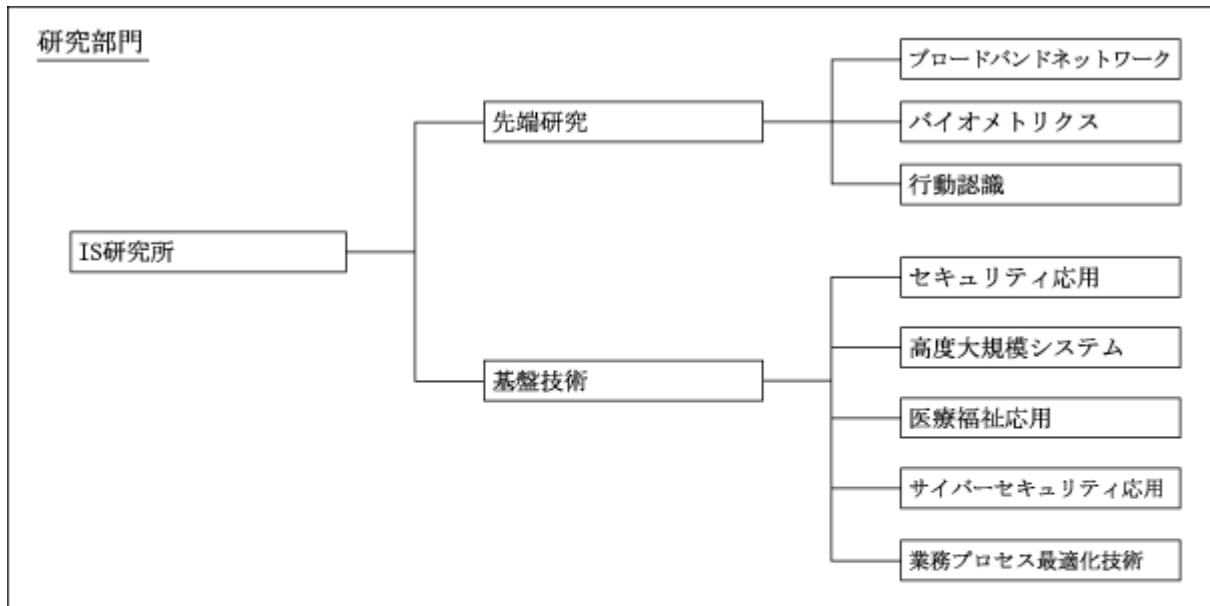 研究部門
IS研究所
先端研究
ブロードバンドネットワーク
バイオメトリクス
行動認識
基盤技術
セキュリティ応用
高度大規模システム
医療福祉応用
サイバーセキュリティ応用
業務プロセス最適化技術